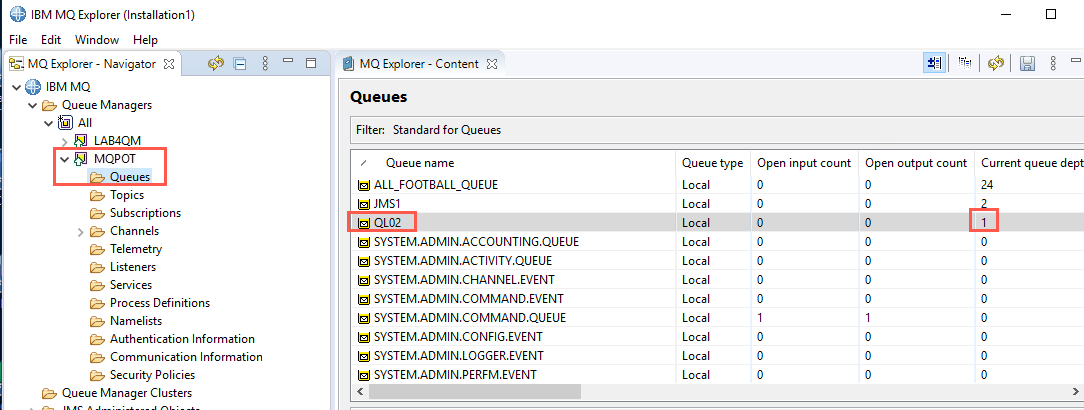 IBM MQ Explorer (Installation1)
File Edit Window Help
MQ Explorer - Navigator
IBM MQ
Queue Managers
All
LAB4QM
MQPOT
Queues
Topics
Subscriptions
Channels
Telemetry
Listeners
Services
Process Definitions
Namelists
Authentication Information
Communication Information
Security Policies
Queue Manager Clusters
JMS Administered Objects
MQ Explorer - Content
Queues
Filter: Standard for Queues
Queue name Queue type Open input count Open output count Current queue dept
ALL_FOOTBALL_QUEUE Local 0 0 24
JMS1 Local 0 0 2
QL02 Local 0 0 1
SYSTEM.ADMIN.ACCOUNTING.QUEUE Local 0 0 0
SYSTEM.ADMIN.ACTIVITY.QUEUE Local 0 0 0
SYSTEM.ADMIN.CHANNEL.EVENT Local 0 0 0
SYSTEM.ADMIN.COMMAND.EVENT Local 0 0 0
SYSTEM.ADMIN.COMMAND.QUEUE Local 1 1 0
SYSTEM.ADMIN.CONFIG.EVENT Local 0 0 0
SYSTEM.ADMIN.LOGGER.EVENT Local 0 0 0
SYSTEM.ADMIN.PERFM.EVENT Local 0 0 0